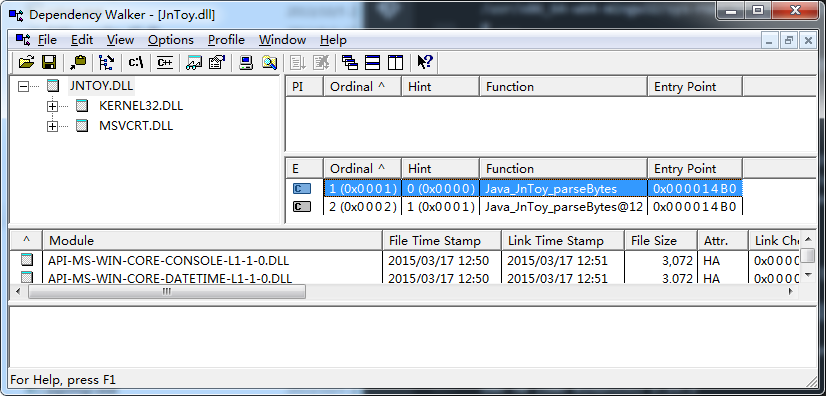 Dependency Walker - [JnToy.dll]
File Edit View Options Profile Window Help
c:\ C++
JNTOY.DLL
KERNEL32.DLL
MSVCRT.DLL
PI Ordinal ^ Hint Function Entry Point
E Ordinal ^ Hint Function Entry Point
C 1 (0x0001) 0 (0x0000) Java_JnToy_parseBytes 0x000014B0
C 2 (0x0002) 1 (0x0001) Java_JnToy_parseBytes@12 0x000014B0
^ Module File Time Stamp Link Time Stamp File Size Attr. Link Che
API-MS-WIN-CORE-CONSOLE-L1-1-0.DLL 2015/03/17 12:50 2015/03/17 12:51 3,072 HA 0x0000
API-MS-WIN-CORE-DATETIME-L1-1-0.DLL 2015/03/17 12:50 2015/03/17 12:51 3,072 HA 0x0000
For Help, press F1